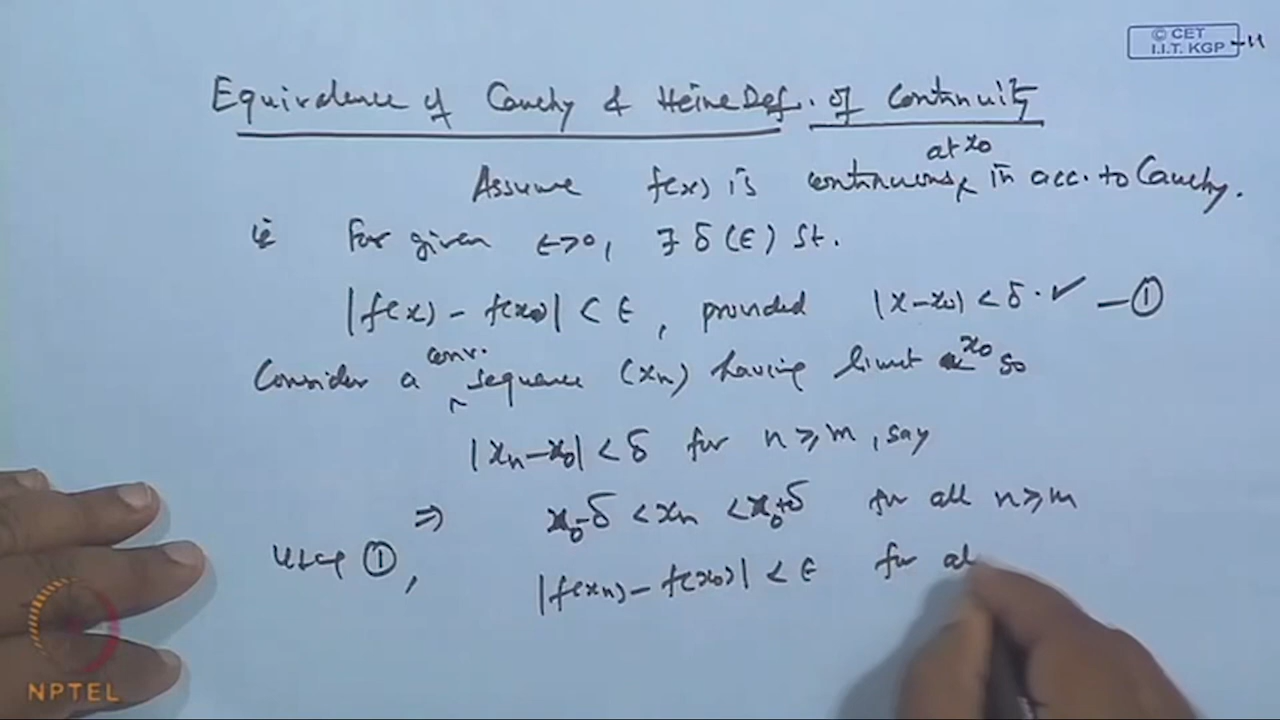 © CET
I.I.T. KGP -11
Equivalence of Cauchy & Heine Def. of Continuity
Assume f(x) is continuous at x₀ in acc. to Cauchy.
ie For given ε>0, ∃ δ(ε) St.
|f(x) - f(x₀)| < ε, provided |x-x₀| < δ. ✓ —①
Consider a conv. sequence (xn) having limit x₀ so
|xn-x₀| < δ for n ≥ m, say
⇒ x₀-δ < xn < x₀+δ for all n ≥ m
①, |f(xn) - f(x₀)| < ε for al
NPTEL